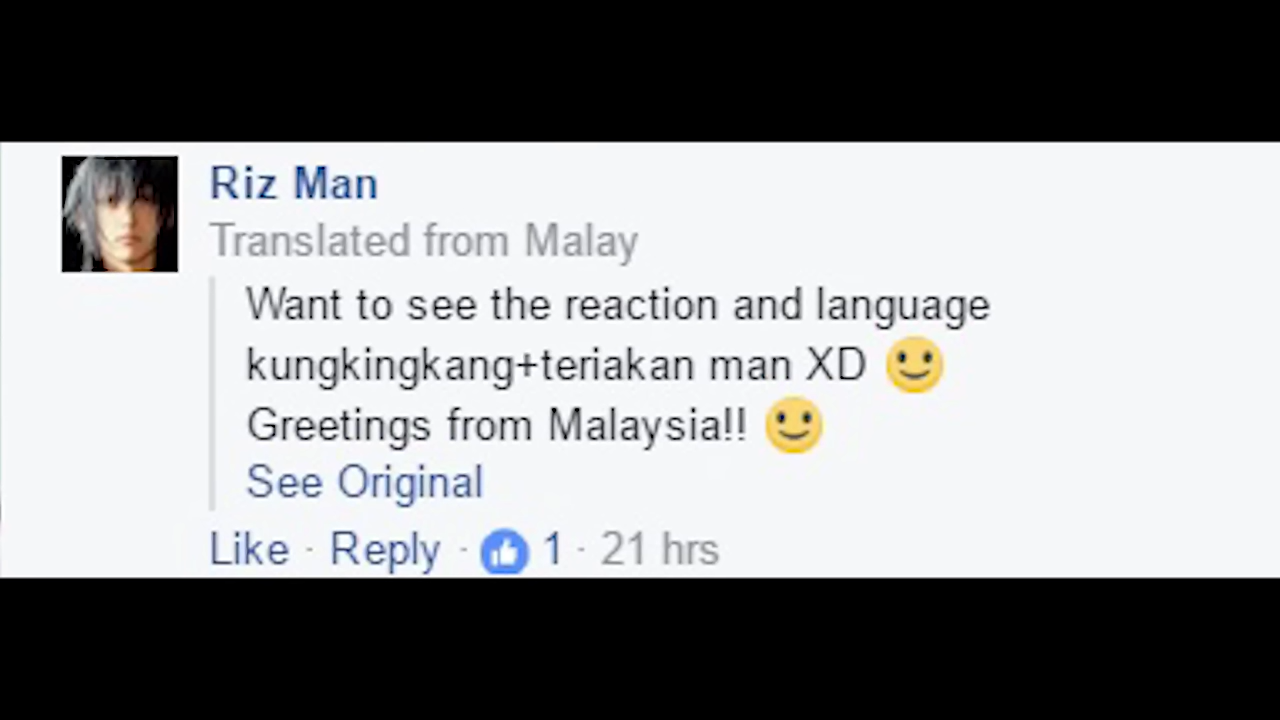 Riz Man
Translated from Malay
Want to see the reaction and language
kungkingkang+teriakan man XD 🙂
Greetings from Malaysia!! 🙂
See Original
Like · Reply · 1 · 21 hrs